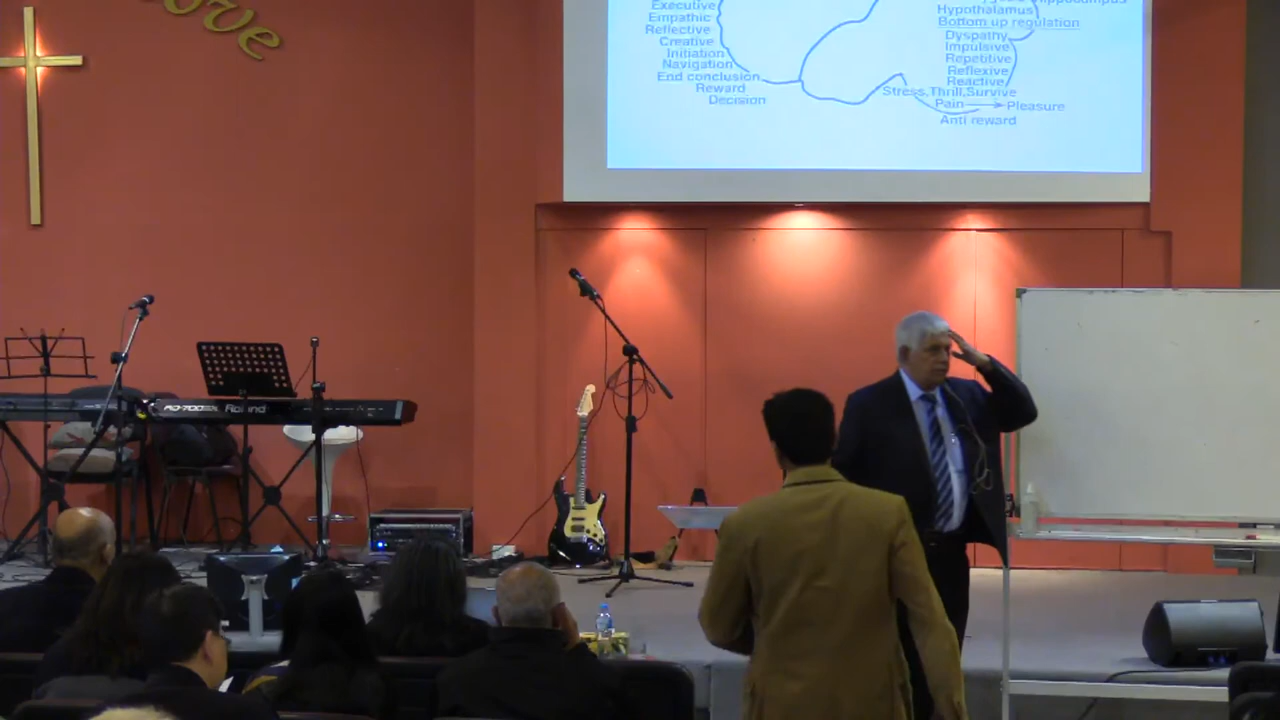 ove
Executive
Empathic
Reflective
Creative
Initiation
Navigation
End conclusion
Reward
Decision
Hypothalamus
Bottom up regulation
Dyspathy
Impulsive
Repetitive
Reflexive
Reactive
Stress,Thrill,Survive
Pain Pleasure
Anti reward
Roland